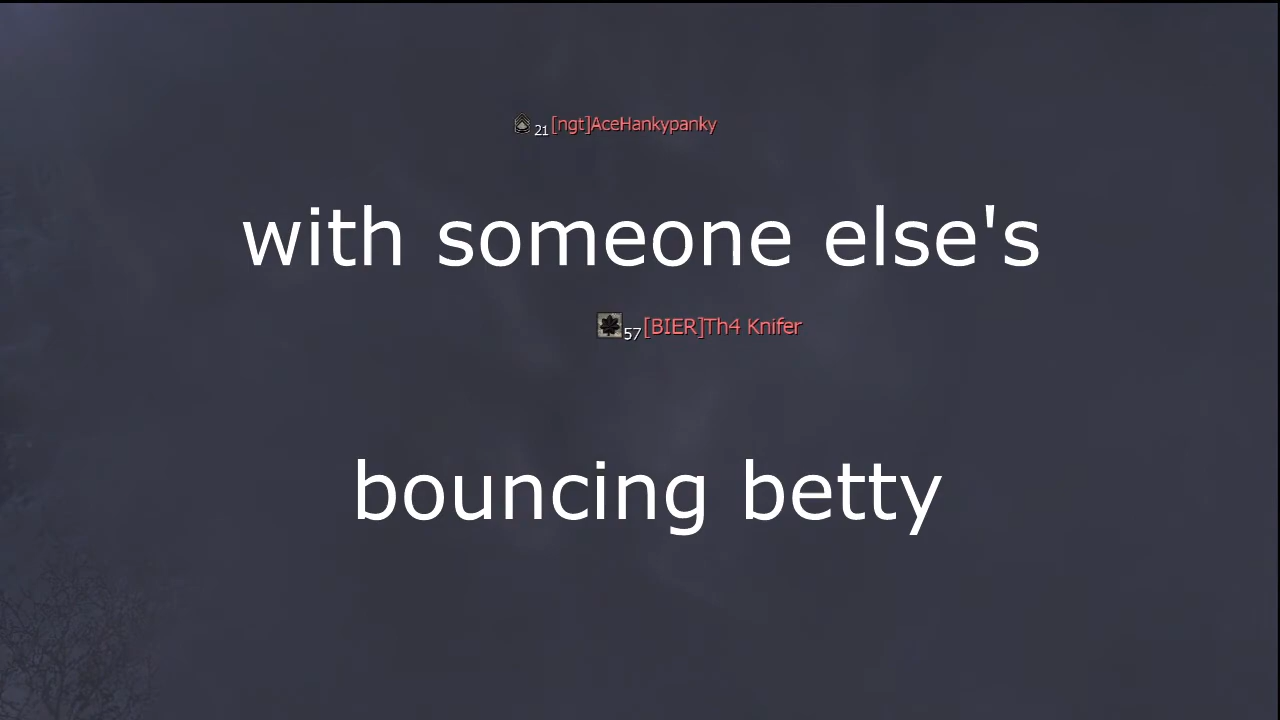 21 [ngt]AceHankypanky
with someone else's
57 [BIER]Th4 Knifer
bouncing betty